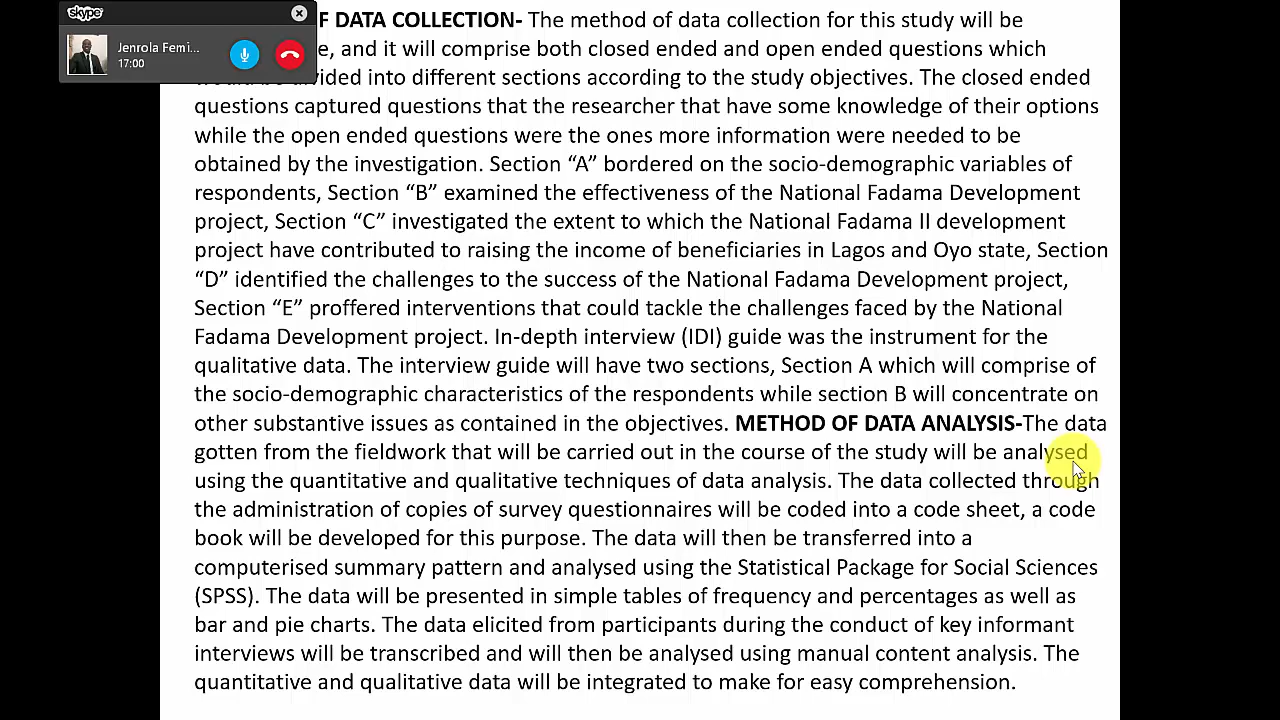 skype
Jenrola Femi...
17:00
F DATA COLLECTION- The method of data collection for this study will be
e, and it will comprise both closed ended and open ended questions which
divided into different sections according to the study objectives. The closed ended
questions captured questions that the researcher that have some knowledge of their options
while the open ended questions were the ones more information were needed to be
obtained by the investigation. Section “A” bordered on the socio-demographic variables of
respondents, Section “B” examined the effectiveness of the National Fadama Development
project, Section “C” investigated the extent to which the National Fadama II development
project have contributed to raising the income of beneficiaries in Lagos and Oyo state, Section
“D” identified the challenges to the success of the National Fadama Development project,
Section “E” proffered interventions that could tackle the challenges faced by the National
Fadama Development project. In-depth interview (IDI) guide was the instrument for the
qualitative data. The interview guide will have two sections, Section A which will comprise of
the socio-demographic characteristics of the respondents while section B will concentrate on
other substantive issues as contained in the objectives. METHOD OF DATA ANALYSIS-The data
gotten from the fieldwork that will be carried out in the course of the study will be analysed
using the quantitative and qualitative techniques of data analysis. The data collected through
the administration of copies of survey questionnaires will be coded into a code sheet, a code
book will be developed for this purpose. The data will then be transferred into a
computerised summary pattern and analysed using the Statistical Package for Social Sciences
(SPSS). The data will be presented in simple tables of frequency and percentages as well as
bar and pie charts. The data elicited from participants during the conduct of key informant
interviews will be transcribed and will then be analysed using manual content analysis. The
quantitative and qualitative data will be integrated to make for easy comprehension.